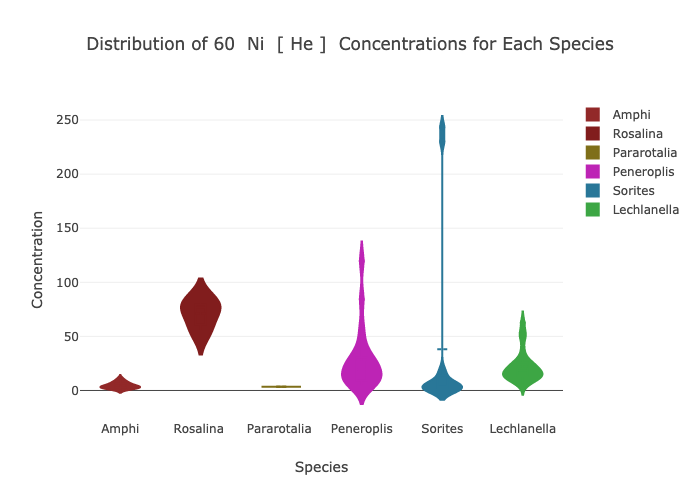 Distribution of 60 Ni [ He ] Concentrations for Each Species
250
200
150
100
50
0
Concentration
Amphi Rosalina Pararotalia Peneroplis Sorites Lechlanella
Species
Amphi
Rosalina
Pararotalia
Peneroplis
Sorites
Lechlanella